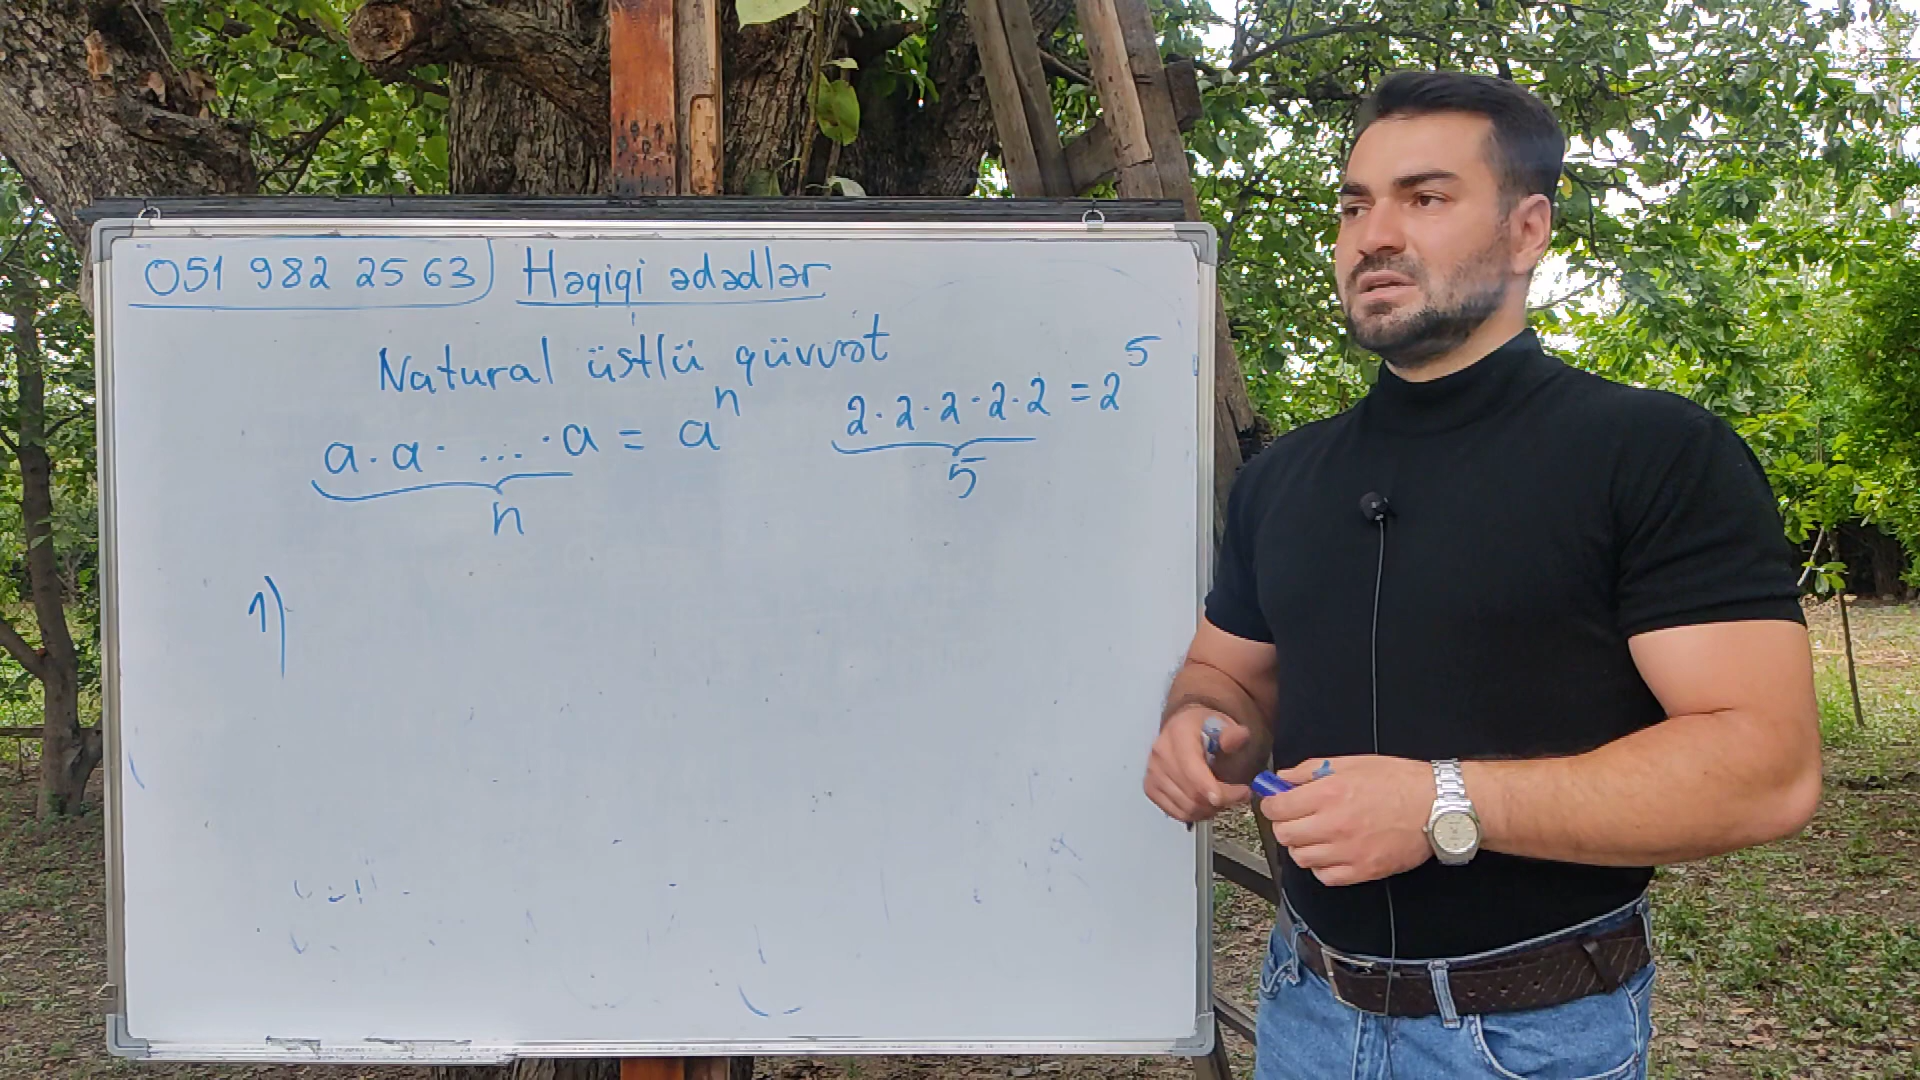 051 982 25 63) Həqiqi ədədlər
Natural üstlü qüvvət
a · a · ... · a = aⁿ
n
2 · 2 · 2 · 2 · 2 = 2⁵
5
1)